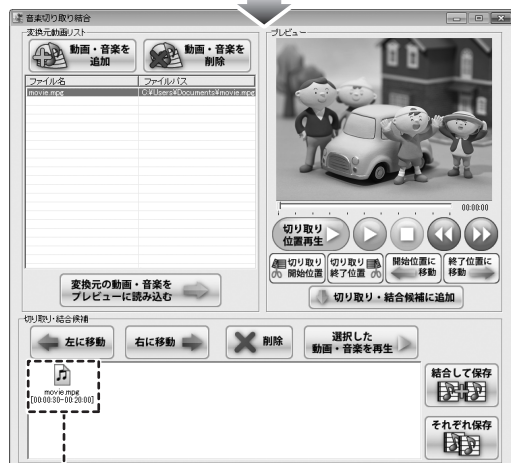 音楽切り取り結合
変換元動画リスト
動画・音楽を
追加
動画・音楽を
削除
ファイル名
ファイルパス
movie.mpg
C:¥Users¥Documents¥movie.mpg
変換元の動画・音楽を
プレビューに読み込む
プレビュー
00:00:00
切り取り
位置再生
切り取り
開始位置
切り取り
終了位置
開始位置に
移動
終了位置に
移動
切り取り・結合候補に追加
切り取り・結合候補
左に移動
右に移動
削除
選択した
動画・音楽を再生
movie.mpg
[00:00:30-00:20:00]
結合して保存
それぞれ保存